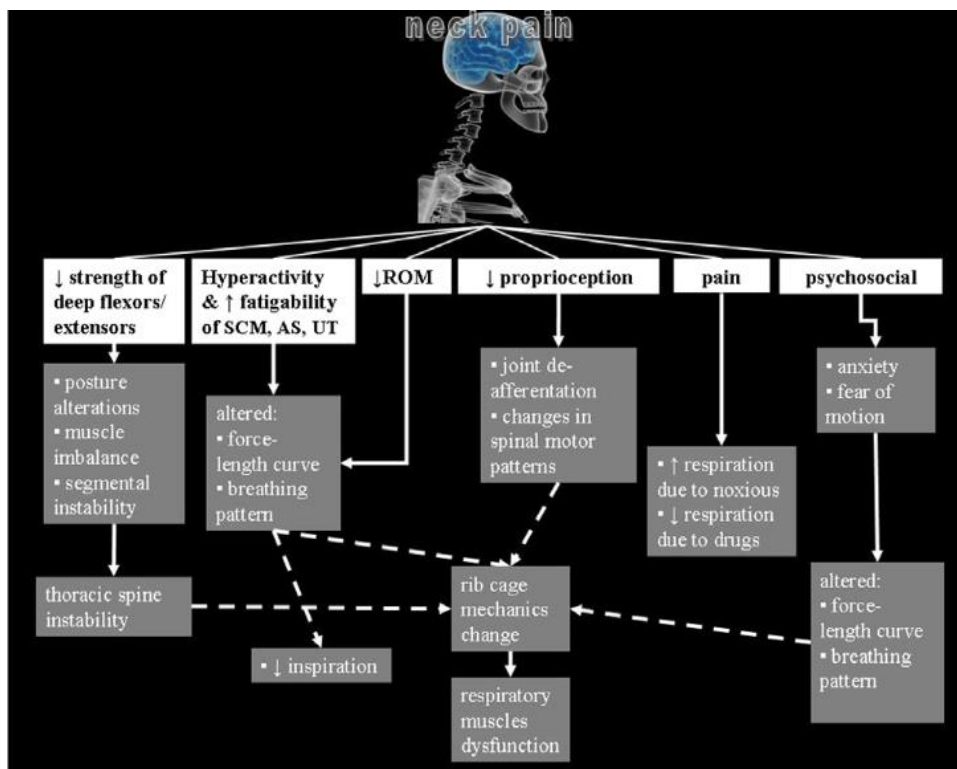 neck pain
↓ strength of
deep flexors/
extensors
Hyperactivity
& ↑ fatigability
of SCM, AS, UT
↓ROM
↓ proprioception
pain
psychosocial
▪ posture
alterations
▪ muscle
imbalance
▪ segmental
instability
altered:
▪ force-
length curve
▪ breathing
pattern
▪ joint de-
afferentation
▪ changes in
spinal motor
patterns
▪ ↑ respiration
due to noxious
▪ ↓ respiration
due to drugs
▪ anxiety
▪ fear of
motion
thoracic spine
instability
▪ ↓ inspiration
rib cage
mechanics
change
altered:
▪ force-
length curve
▪ breathing
pattern
respiratory
muscles
dysfunction